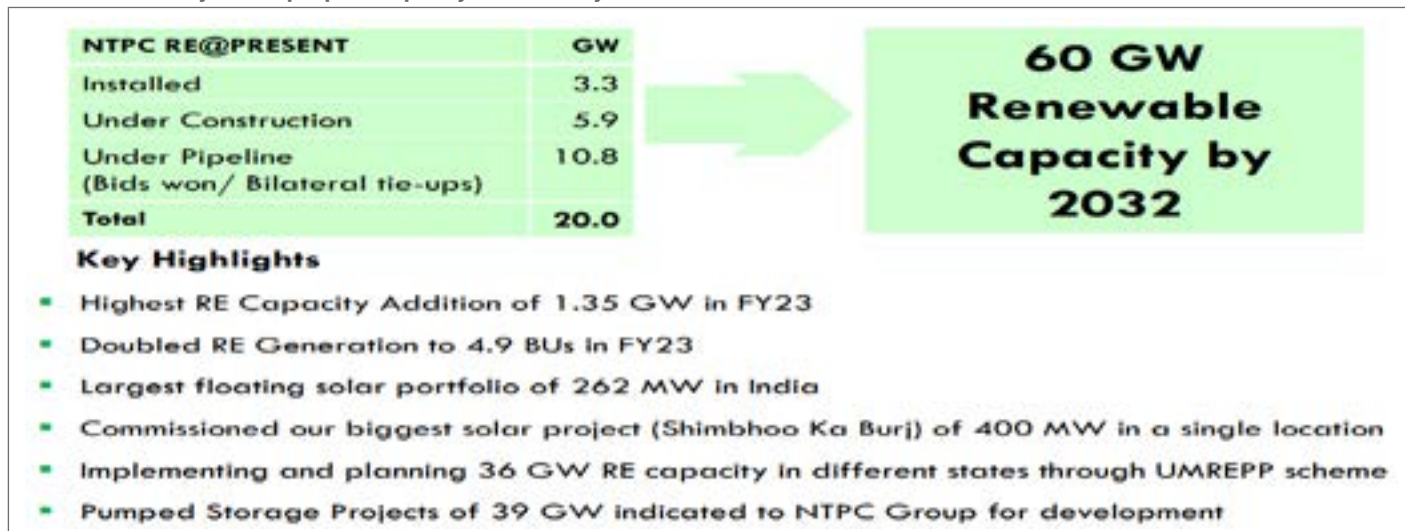 NTPC RE@PRESENT GW
Installed 3.3
Under Construction 5.9
Under Pipeline 10.8
(Bids won/ Bilateral tie-ups)
Total 20.0
60 GW
Renewable
Capacity by
2032
Key Highlights
▪ Highest RE Capacity Addition of 1.35 GW in FY23
▪ Doubled RE Generation to 4.9 BUs in FY23
▪ Largest floating solar portfolio of 262 MW in India
▪ Commissioned our biggest solar project (Shimbhoo Ka Burj) of 400 MW in a single location
▪ Implementing and planning 36 GW RE capacity in different states through UMREPP scheme
▪ Pumped Storage Projects of 39 GW indicated to NTPC Group for development